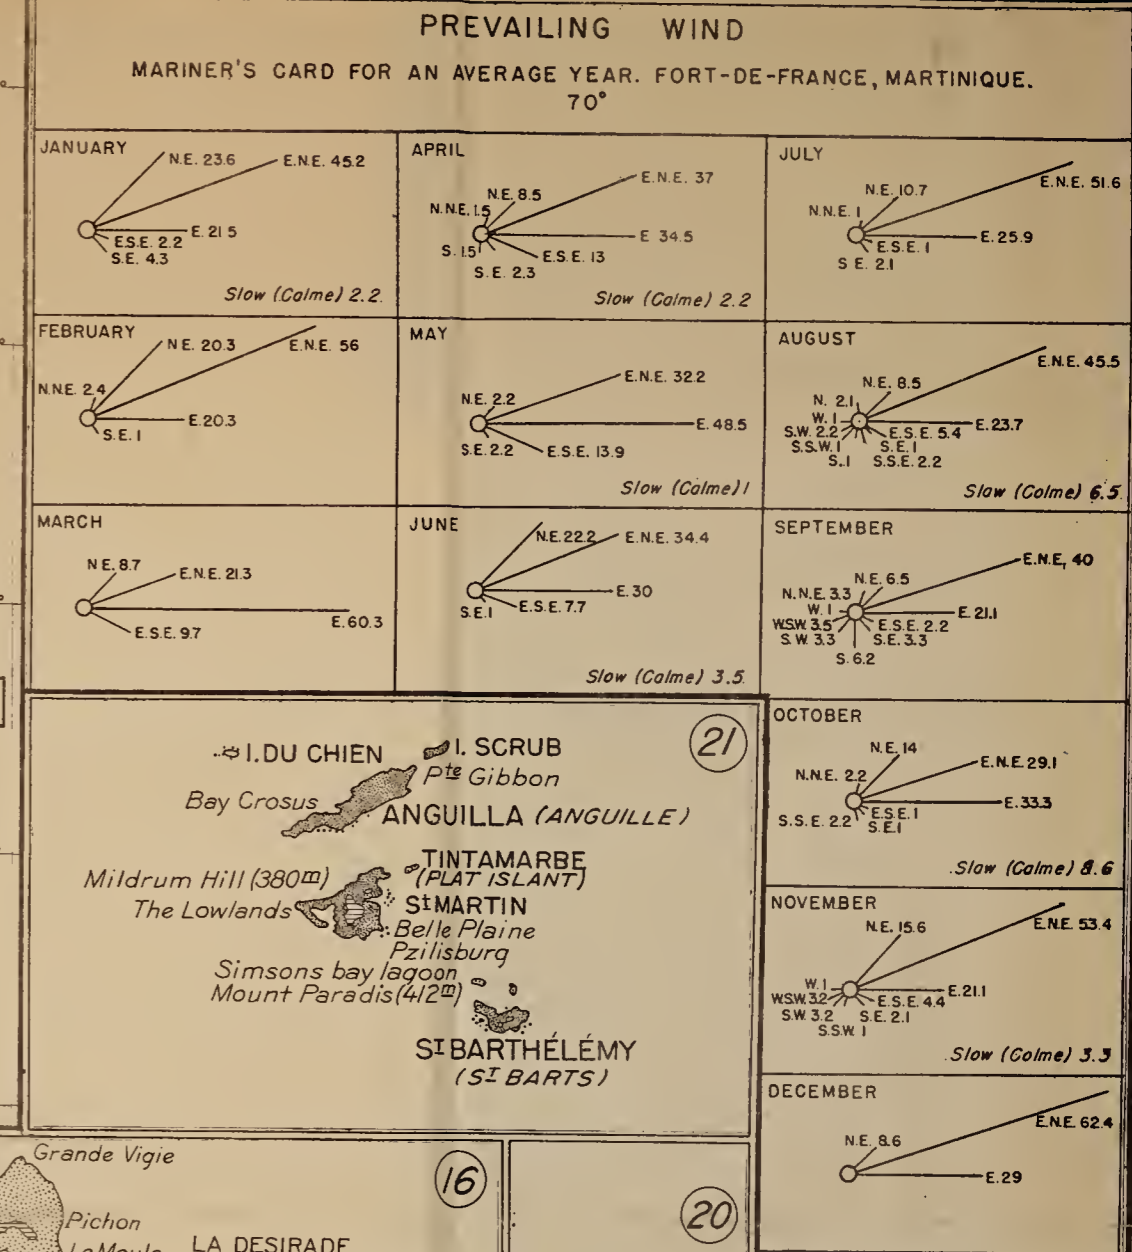 PREVAILING WIND
MARINER'S CARD FOR AN AVERAGE YEAR. FORT-DE-FRANCE, MARTINIQUE.
70°
JANUARY
N.E. 23.6
E.N.E. 45.2
E. 21.5
E.S.E. 2.2
S.E. 4.3
Slow (Calme) 2.2.
FEBRUARY
N E. 20.3
E.N.E. 56
N.N.E. 2.4
E.20.3
S.E. 1
MARCH
N E. 8.7
E.N.E. 21.3
E.60.3
E.S.E. 9.7
APRIL
E.N.E. 37
N.E. 8.5
N.N.E. 1.5
E 34.5
S. 1.5
E.S.E. 13
S.E. 2.3
Slow (Calme) 2.2
MAY
E.N.E. 32.2
N.E. 2.2
E. 48.5
S.E. 2.2
E.S.E. 13.9
Slow (Calme) 1
JUNE
N.E. 22.2
E.N.E. 34.4
E. 30
S.E.1
E.S.E. 7.7
Slow (Calme) 3.5
JULY
E.N.E. 51.6
N.E. 10.7
N.N.E. 1
E. 25.9
E.S.E. 1
S E. 2.1
AUGUST
E.N.E. 45.5
N.E. 8.5
N. 2.1
W. 1
E.23.7
S.W. 2.2
E.S.E. 5.4
S.S.W. 1
S.E. 1
S..1
S.S.E. 2.2
Slow (Calme) 6.5
SEPTEMBER
E.N.E. 40
N.E. 6.5
N.N.E 3.3
W. 1
E. 21.1
W.S.W. 3.5
E.S.E. 2.2
S.W. 3.3
S.E. 3.3
S. 6.2
OCTOBER
N.E. 14
E.N.E. 29.1
N.N.E. 2.2
E.33.3
S.S.E. 2.2
E.S.E. 1
S.E.1
Slow (Calme) 8.6
NOVEMBER
E.N.E. 53.4
N.E. 15.6
W. 1
E.21.1
W.S.W. 3.2
E.S.E. 4.4
S.W. 3.2
S.E. 2.1
S.S.W. 1
Slow (Calme) 3.3
DECEMBER
E.N.E. 62.4
N.E. 8.6
E. 29
21
I. DU CHIEN
I. SCRUB
Pte Gibbon
Bay Crosus
ANGUILLA (ANGUILLE)
TINTAMARBE
(PLAT ISLANT)
Mildrum Hill (380m)
The Lowlands
St MARTIN
Belle Plaine
Pzilisburg
Simsons bay lagoon
Mount Paradis (412m)
ST BARTHÉLÉMY
(ST BARTS)
Grande Vigie
16
20
Pichon
LA DESIRADE